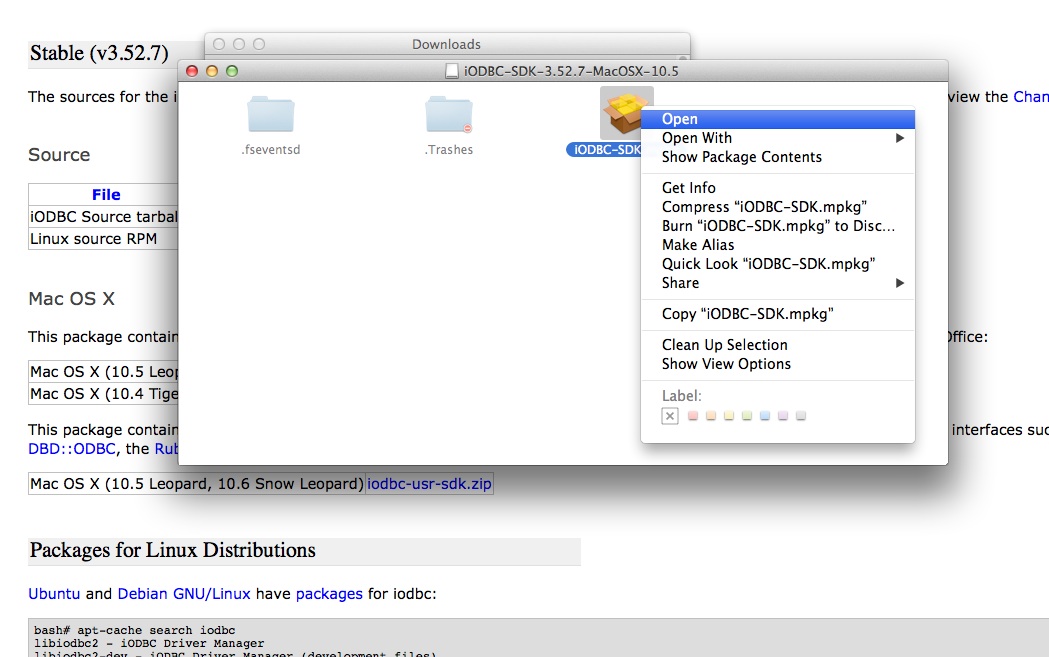 Downloads
Stable (v3.52.7)
iODBC-SDK-3.52.7-MacOSX-10.5
The sources for the
view the Chan
.fseventsd
.Trashes
iODBC-SDK
Open
Open With
Show Package Contents
Get Info
Compress “iODBC-SDK.mpkg”
Burn “iODBC-SDK.mpkg” to Disc...
Make Alias
Quick Look “iODBC-SDK.mpkg”
Share
Copy “iODBC-SDK.mpkg”
Clean Up Selection
Show View Options
Label:
Source
File
iODBC Source tarbal
Linux source RPM
Mac OS X
This package contain
Office:
Mac OS X (10.5 Leop
Mac OS X (10.4 Tige
This package contain
interfaces suc
DBD::ODBC, the Rub
Mac OS X (10.5 Leopard, 10.6 Snow Leopard) iodbc-usr-sdk.zip
Packages for Linux Distributions
Ubuntu and Debian GNU/Linux have packages for iodbc:
bash# apt-cache search iodbc
libiodbc2 - iODBC Driver Manager
libiodbc2-dev - iODBC Driver Manager (development files)